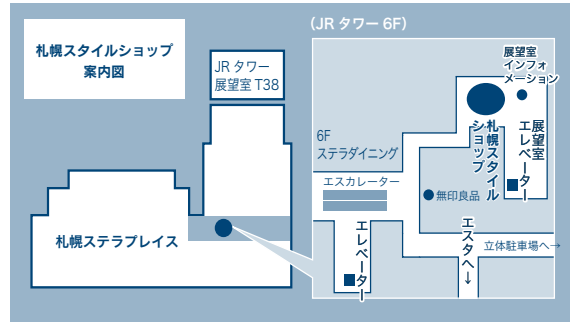 札幌スタイルショップ
案内図
JRタワー
展望室 T38
札幌ステラプレイス
(JRタワー 6F)
展望室
インフォ
メーション
札幌スタイル
ショップ
展望室
エレベーター
6F
ステラダイニング
エスカレーター
無印良品
エレベーター
エスタへ↓
立体駐車場へ→